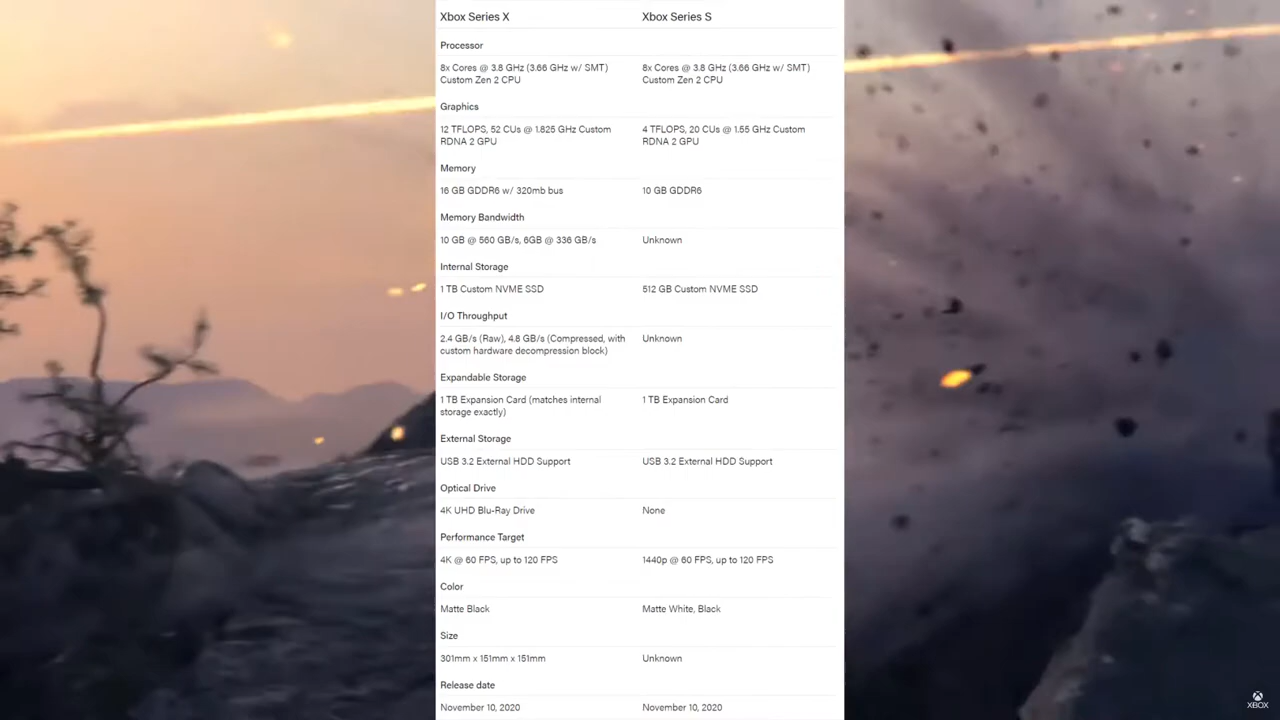 Xbox Series X Xbox Series S
Processor
8x Cores @ 3.8 GHz (3.66 GHz w/ SMT) 8x Cores @ 3.8 GHz (3.66 GHz w/ SMT)
Custom Zen 2 CPU Custom Zen 2 CPU
Graphics
12 TFLOPS, 52 CUs @ 1.825 GHz Custom 4 TFLOPS, 20 CUs @ 1.55 GHz Custom
RDNA 2 GPU RDNA 2 GPU
Memory
16 GB GDDR6 w/ 320mb bus 10 GB GDDR6
Memory Bandwidth
10 GB @ 560 GB/s, 6GB @ 336 GB/s Unknown
Internal Storage
1 TB Custom NVME SSD 512 GB Custom NVME SSD
I/O Throughput
2.4 GB/s (Raw), 4.8 GB/s (Compressed, with Unknown
custom hardware decompression block)
Expandable Storage
1 TB Expansion Card (matches internal 1 TB Expansion Card
storage exactly)
External Storage
USB 3.2 External HDD Support USB 3.2 External HDD Support
Optical Drive
4K UHD Blu-Ray Drive None
Performance Target
4K @ 60 FPS, up to 120 FPS 1440p @ 60 FPS, up to 120 FPS
Color
Matte Black Matte White, Black
Size
301mm x 151mm x 151mm Unknown
Release date
November 10, 2020 November 10, 2020
XBOX